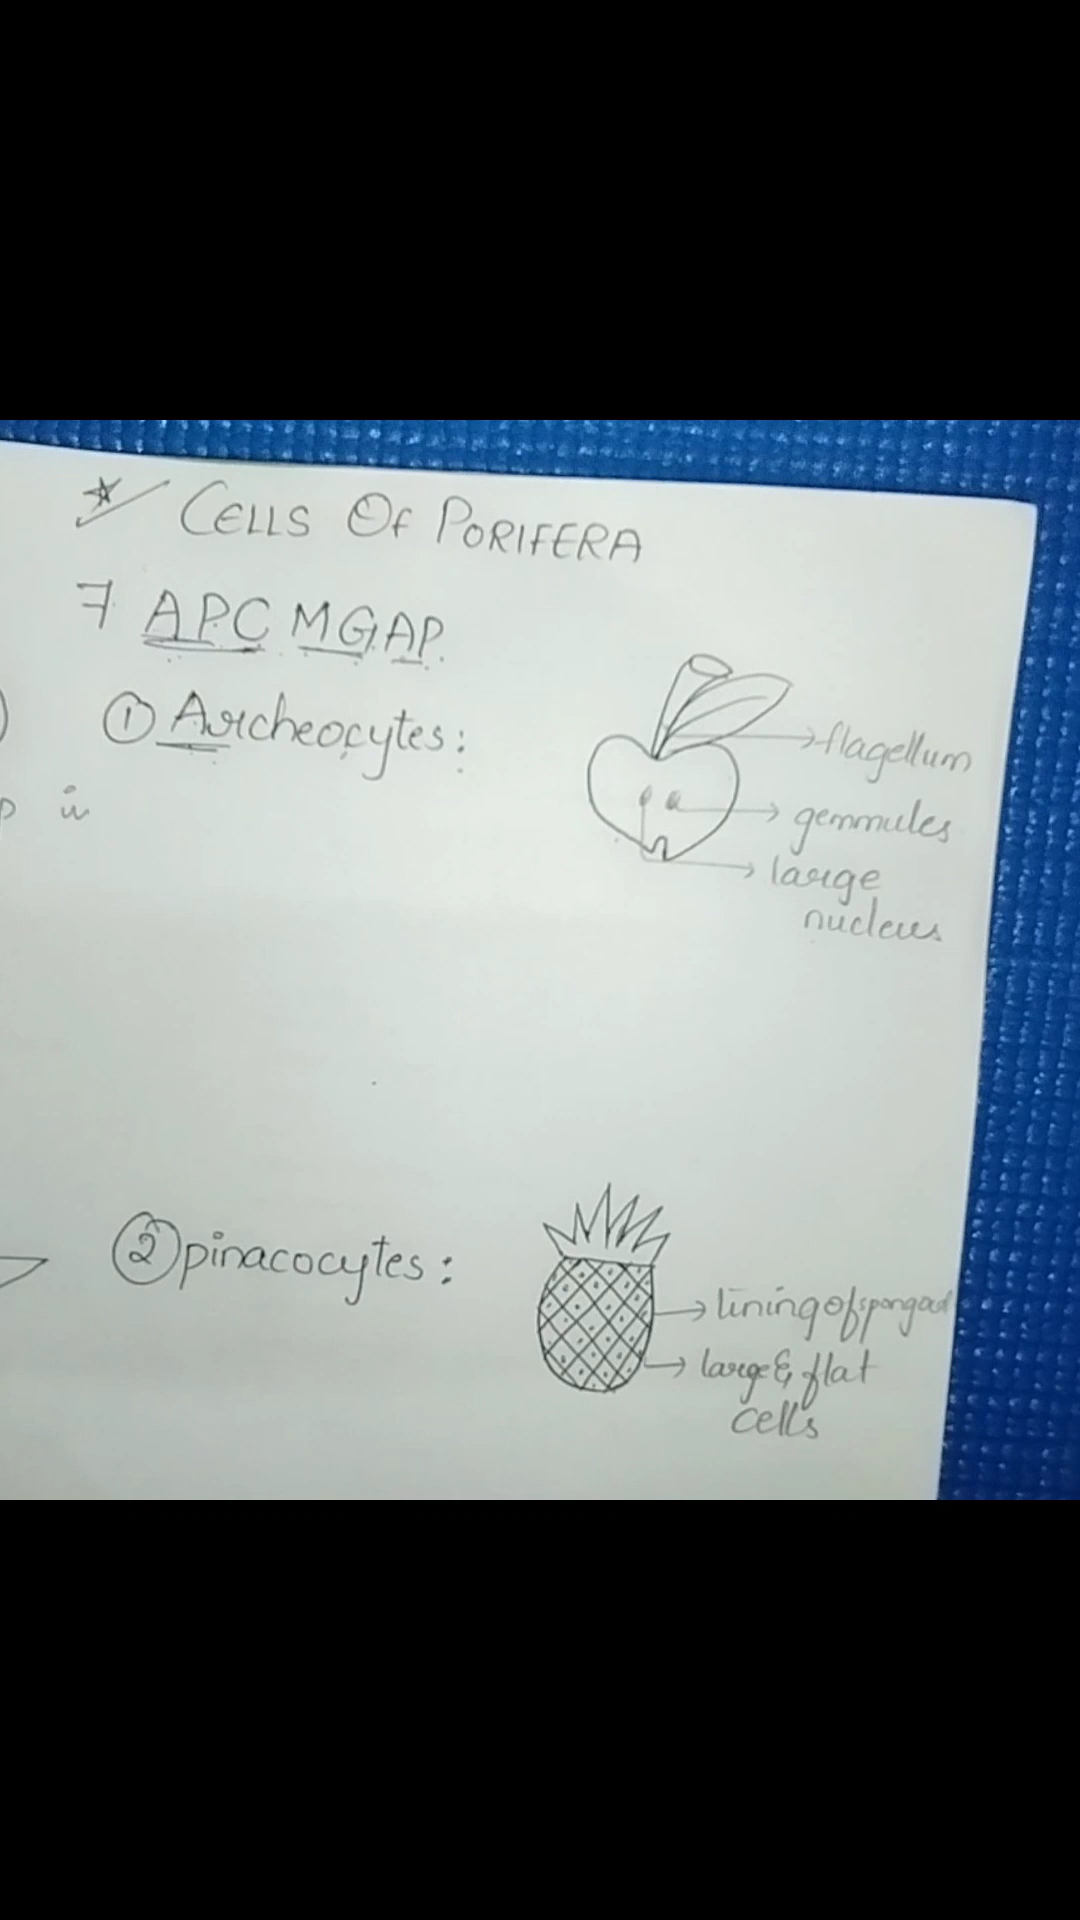 CELLS OF PORIFERA
7 APC MGAP
① Archeocytes:
flagellum
gemmules
large
nucleus
② pinacocytes:
lining of
large & flat
cells